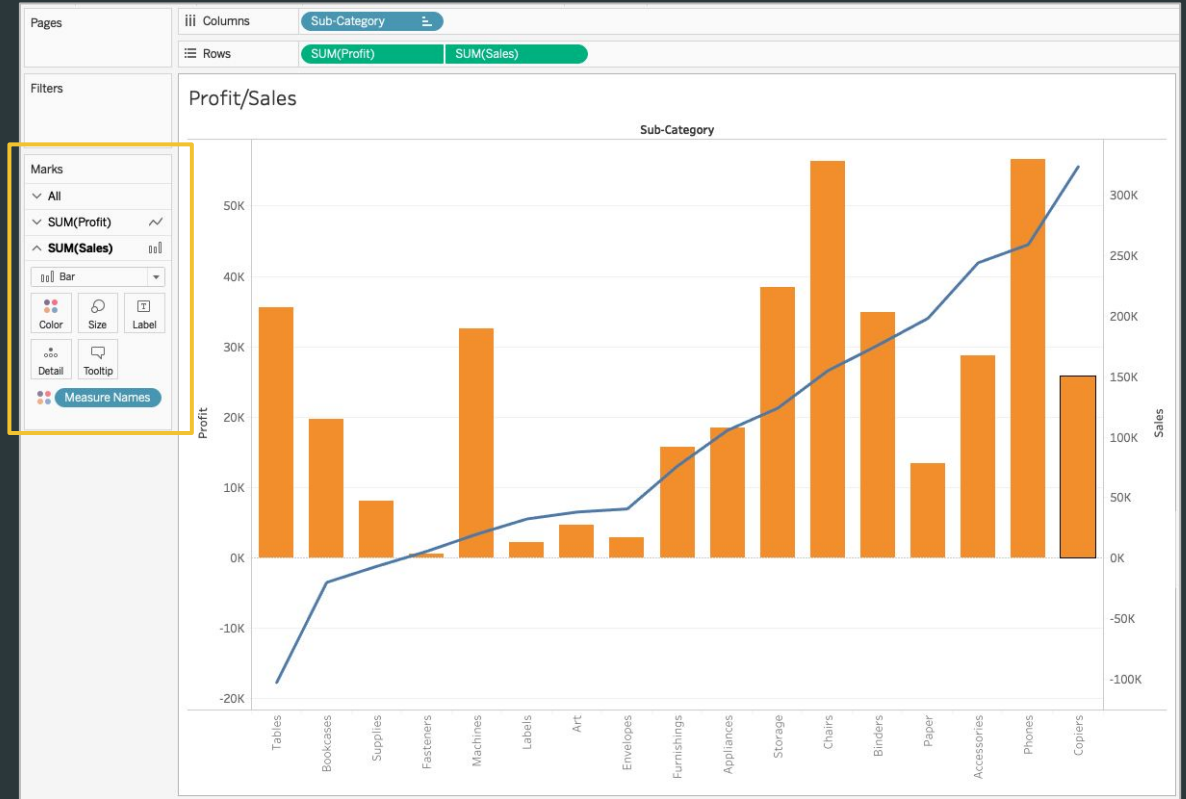 Pages
Columns Sub-Category
Rows SUM(Profit) SUM(Sales)
Filters
Marks
All
SUM(Profit)
SUM(Sales)
Bar
Color Size Label
Detail Tooltip
Measure Names
Profit/Sales
Sub-Category
50K
40K
30K
20K
10K
0K
-10K
-20K
Profit
300K
250K
200K
150K
100K
50K
0K
-50K
-100K
Sales
Tables
Bookcases
Supplies
Fasteners
Machines
Labels
Art
Envelopes
Furnishings
Appliances
Storage
Chairs
Binders
Paper
Accessories
Phones
Copiers